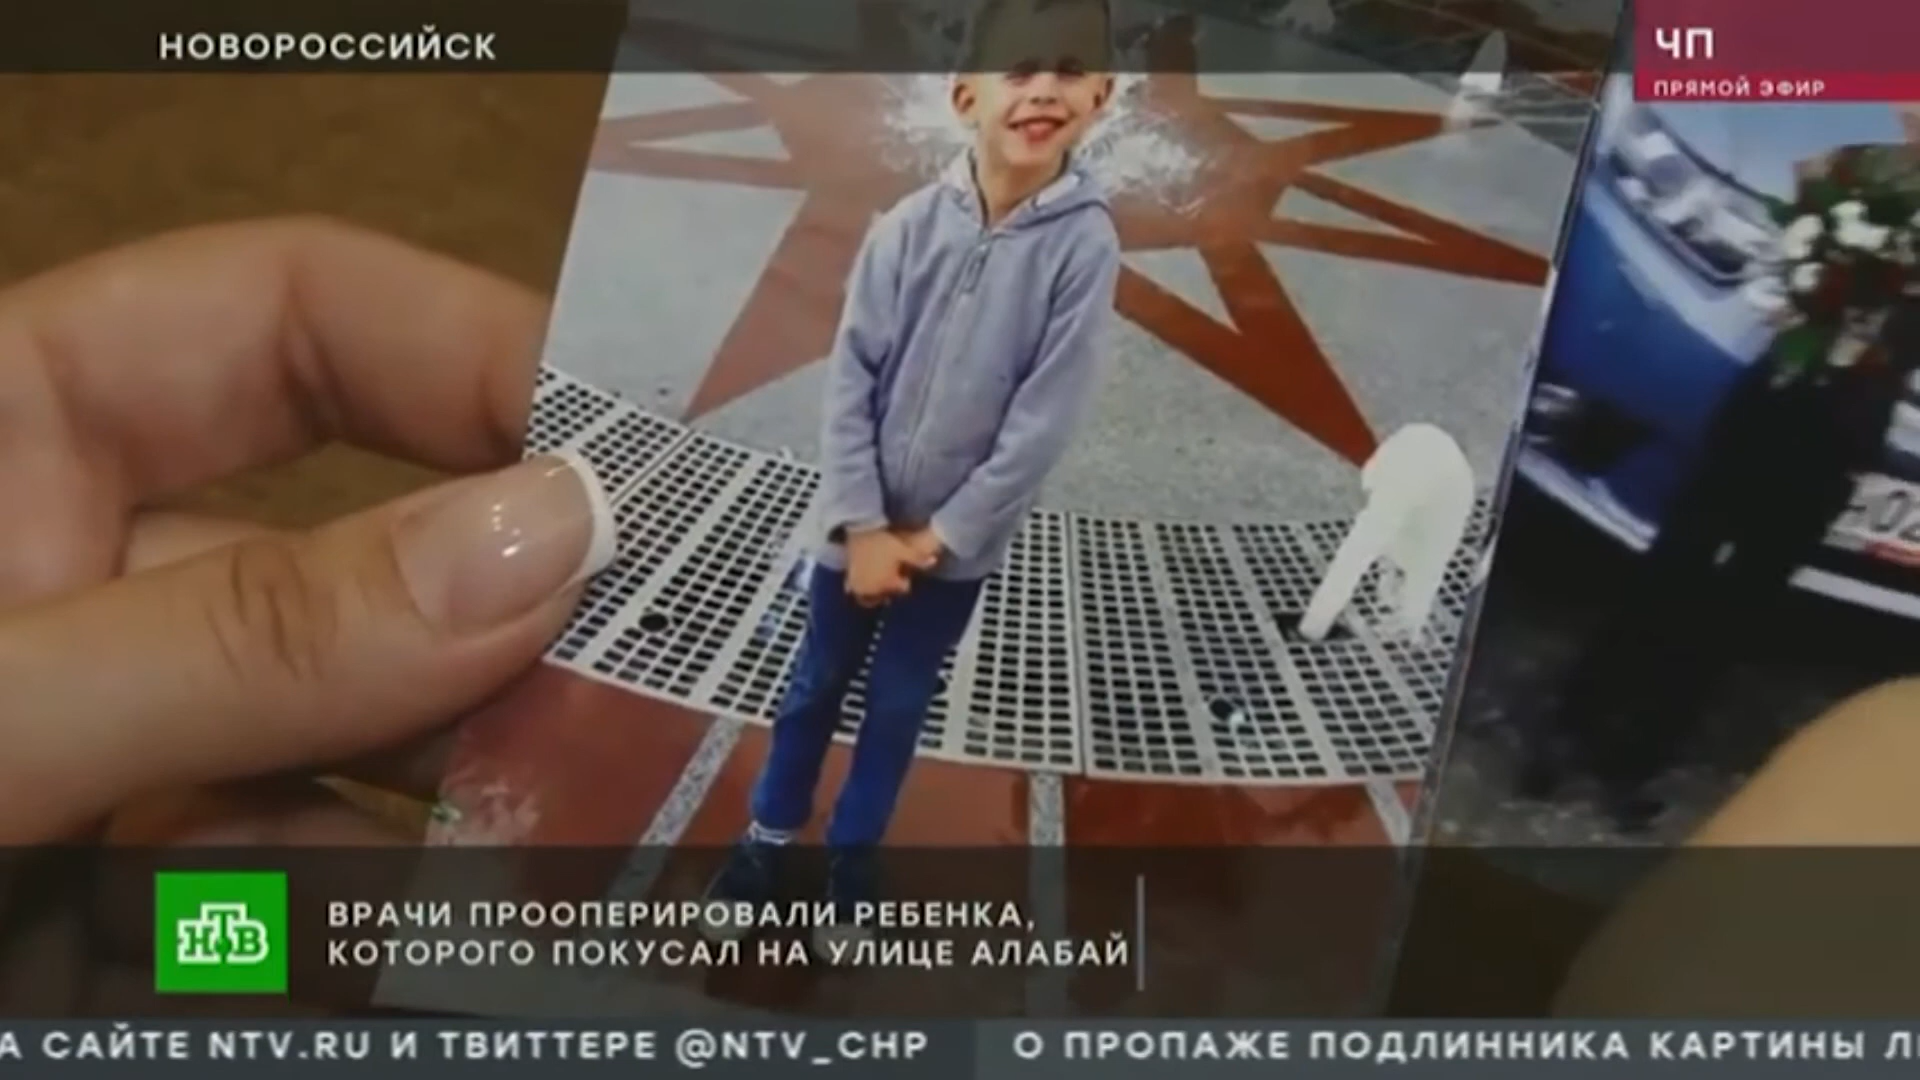 НОВОРОССИЙСК
ЧП
ПРЯМОЙ ЭФИР
НТВ
ВРАЧИ ПРООПЕРИРОВАЛИ РЕБЕНКА,
КОТОРОГО ПОКУСАЛ НА УЛИЦЕ АЛАБАЙ
А САЙТЕ NTV.RU И ТВИТТЕРЕ @NTV_CHP О ПРОПАЖЕ ПОДЛИННИКА КАРТИНЫ